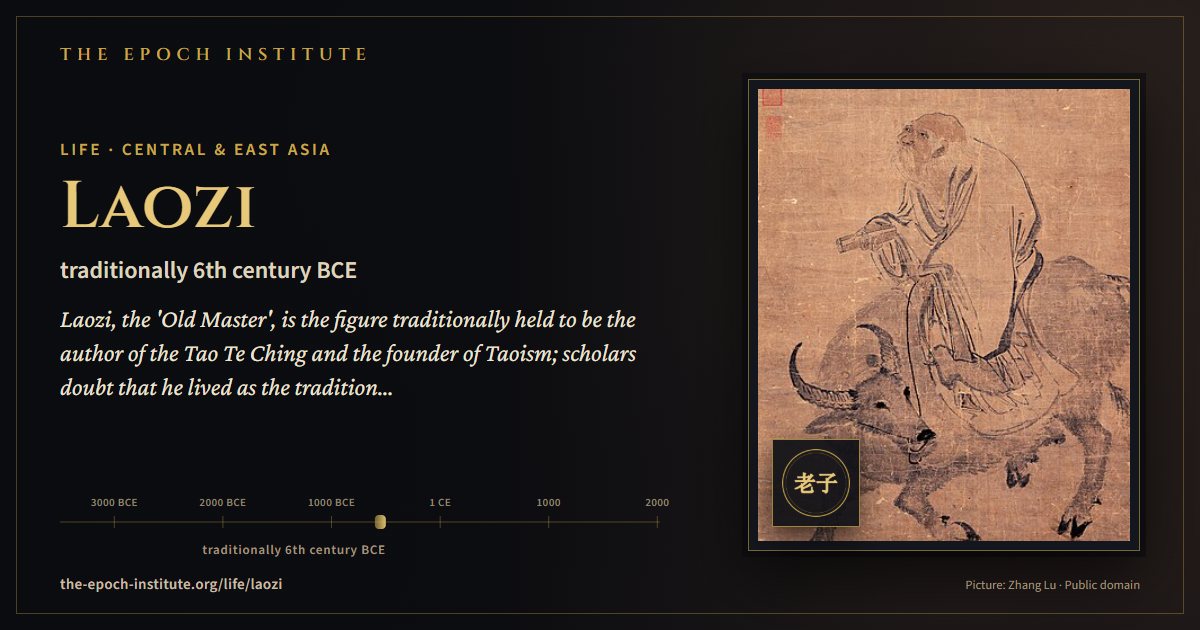 THE EPOCH INSTITUTE
LIFE · CENTRAL & EAST ASIA
LAOZI
traditionally 6th century BCE
Laozi, the 'Old Master', is the figure traditionally held to be the
author of the Tao Te Ching and the founder of Taoism; scholars
doubt that he lived as the tradition...
3000 BCE 2000 BCE 1000 BCE 1 CE 1000 2000
traditionally 6th century BCE
the-epoch-institute.org/life/laozi
老子
Picture: Zhang Lu · Public domain